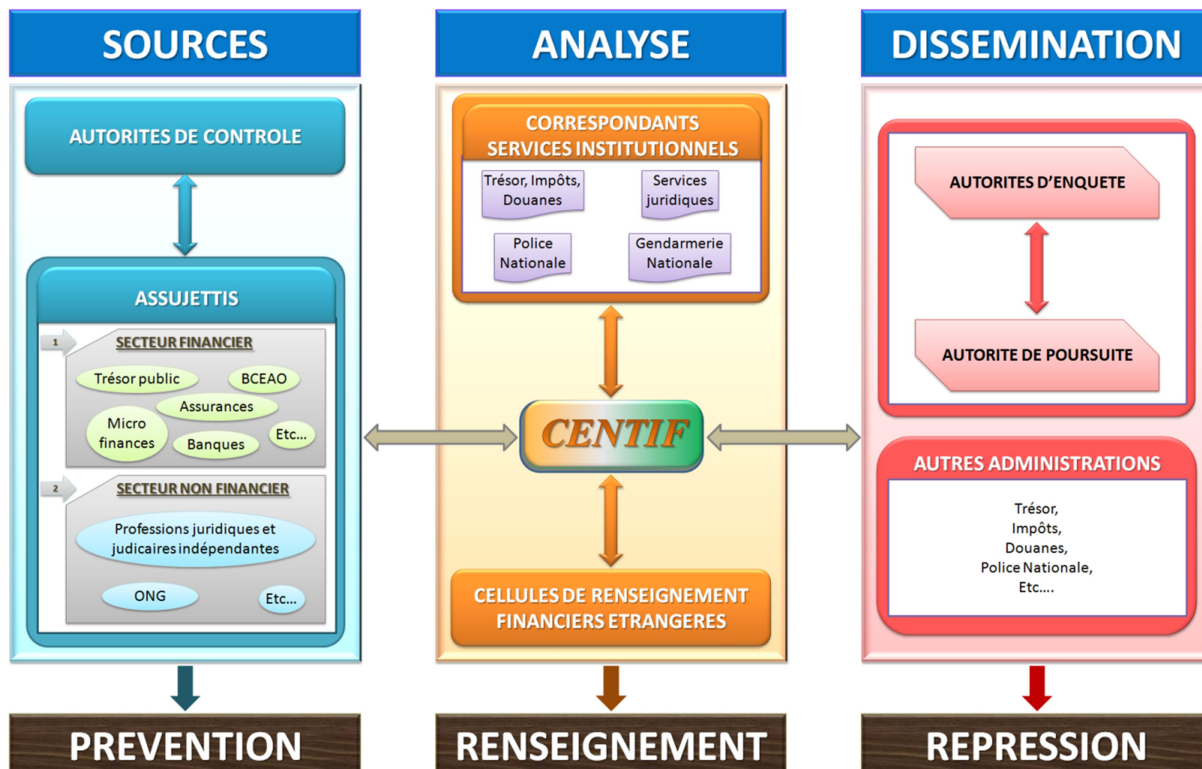 SOURCES
AUTORITES DE CONTROLE
ASSUJETTIS
1
SECTEUR FINANCIER
Trésor public
BCEAO
Assurances
Micro
finances
Banques
Etc...
2
SECTEUR NON FINANCIER
Professions juridiques et
judicaires indépendantes
ONG
Etc...
PREVENTION
ANALYSE
CORRESPONDANTS
SERVICES INSTITUTIONNELS
Trésor, Impôts,
Douanes
Services
juridiques
Police
Nationale
Gendarmerie
Nationale
CENTIF
CELLULES DE RENSEIGNEMENT
FINANCIERS ETRANGERES
RENSEIGNEMENT
DISSEMINATION
AUTORITES D'ENQUETE
AUTORITE DE POURSUITE
AUTRES ADMINISTRATIONS
Trésor,
Impôts,
Douanes,
Police Nationale,
Etc....
REPRESSION